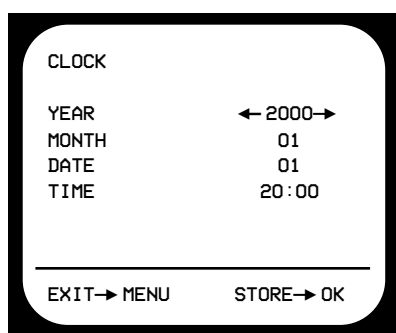 CLOCK
YEAR ←2000→
MONTH 01
DATE 01
TIME 20:00
EXIT→ MENU STORE→ OK